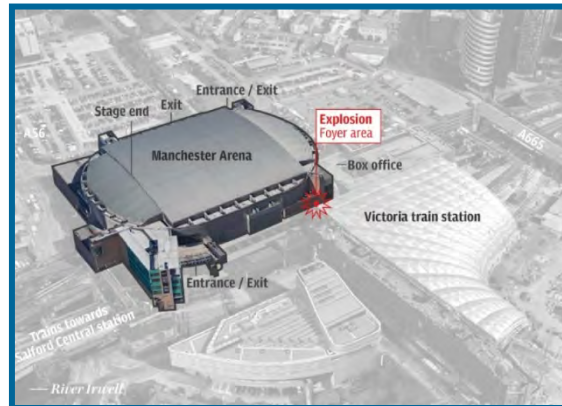 Entrance / Exit
Exit
Stage end
Explosion
Foyer area
A56
A665
Manchester Arena
Box office
Victoria train station
Entrance / Exit
Trains towards
Salford Central station
River Irwell